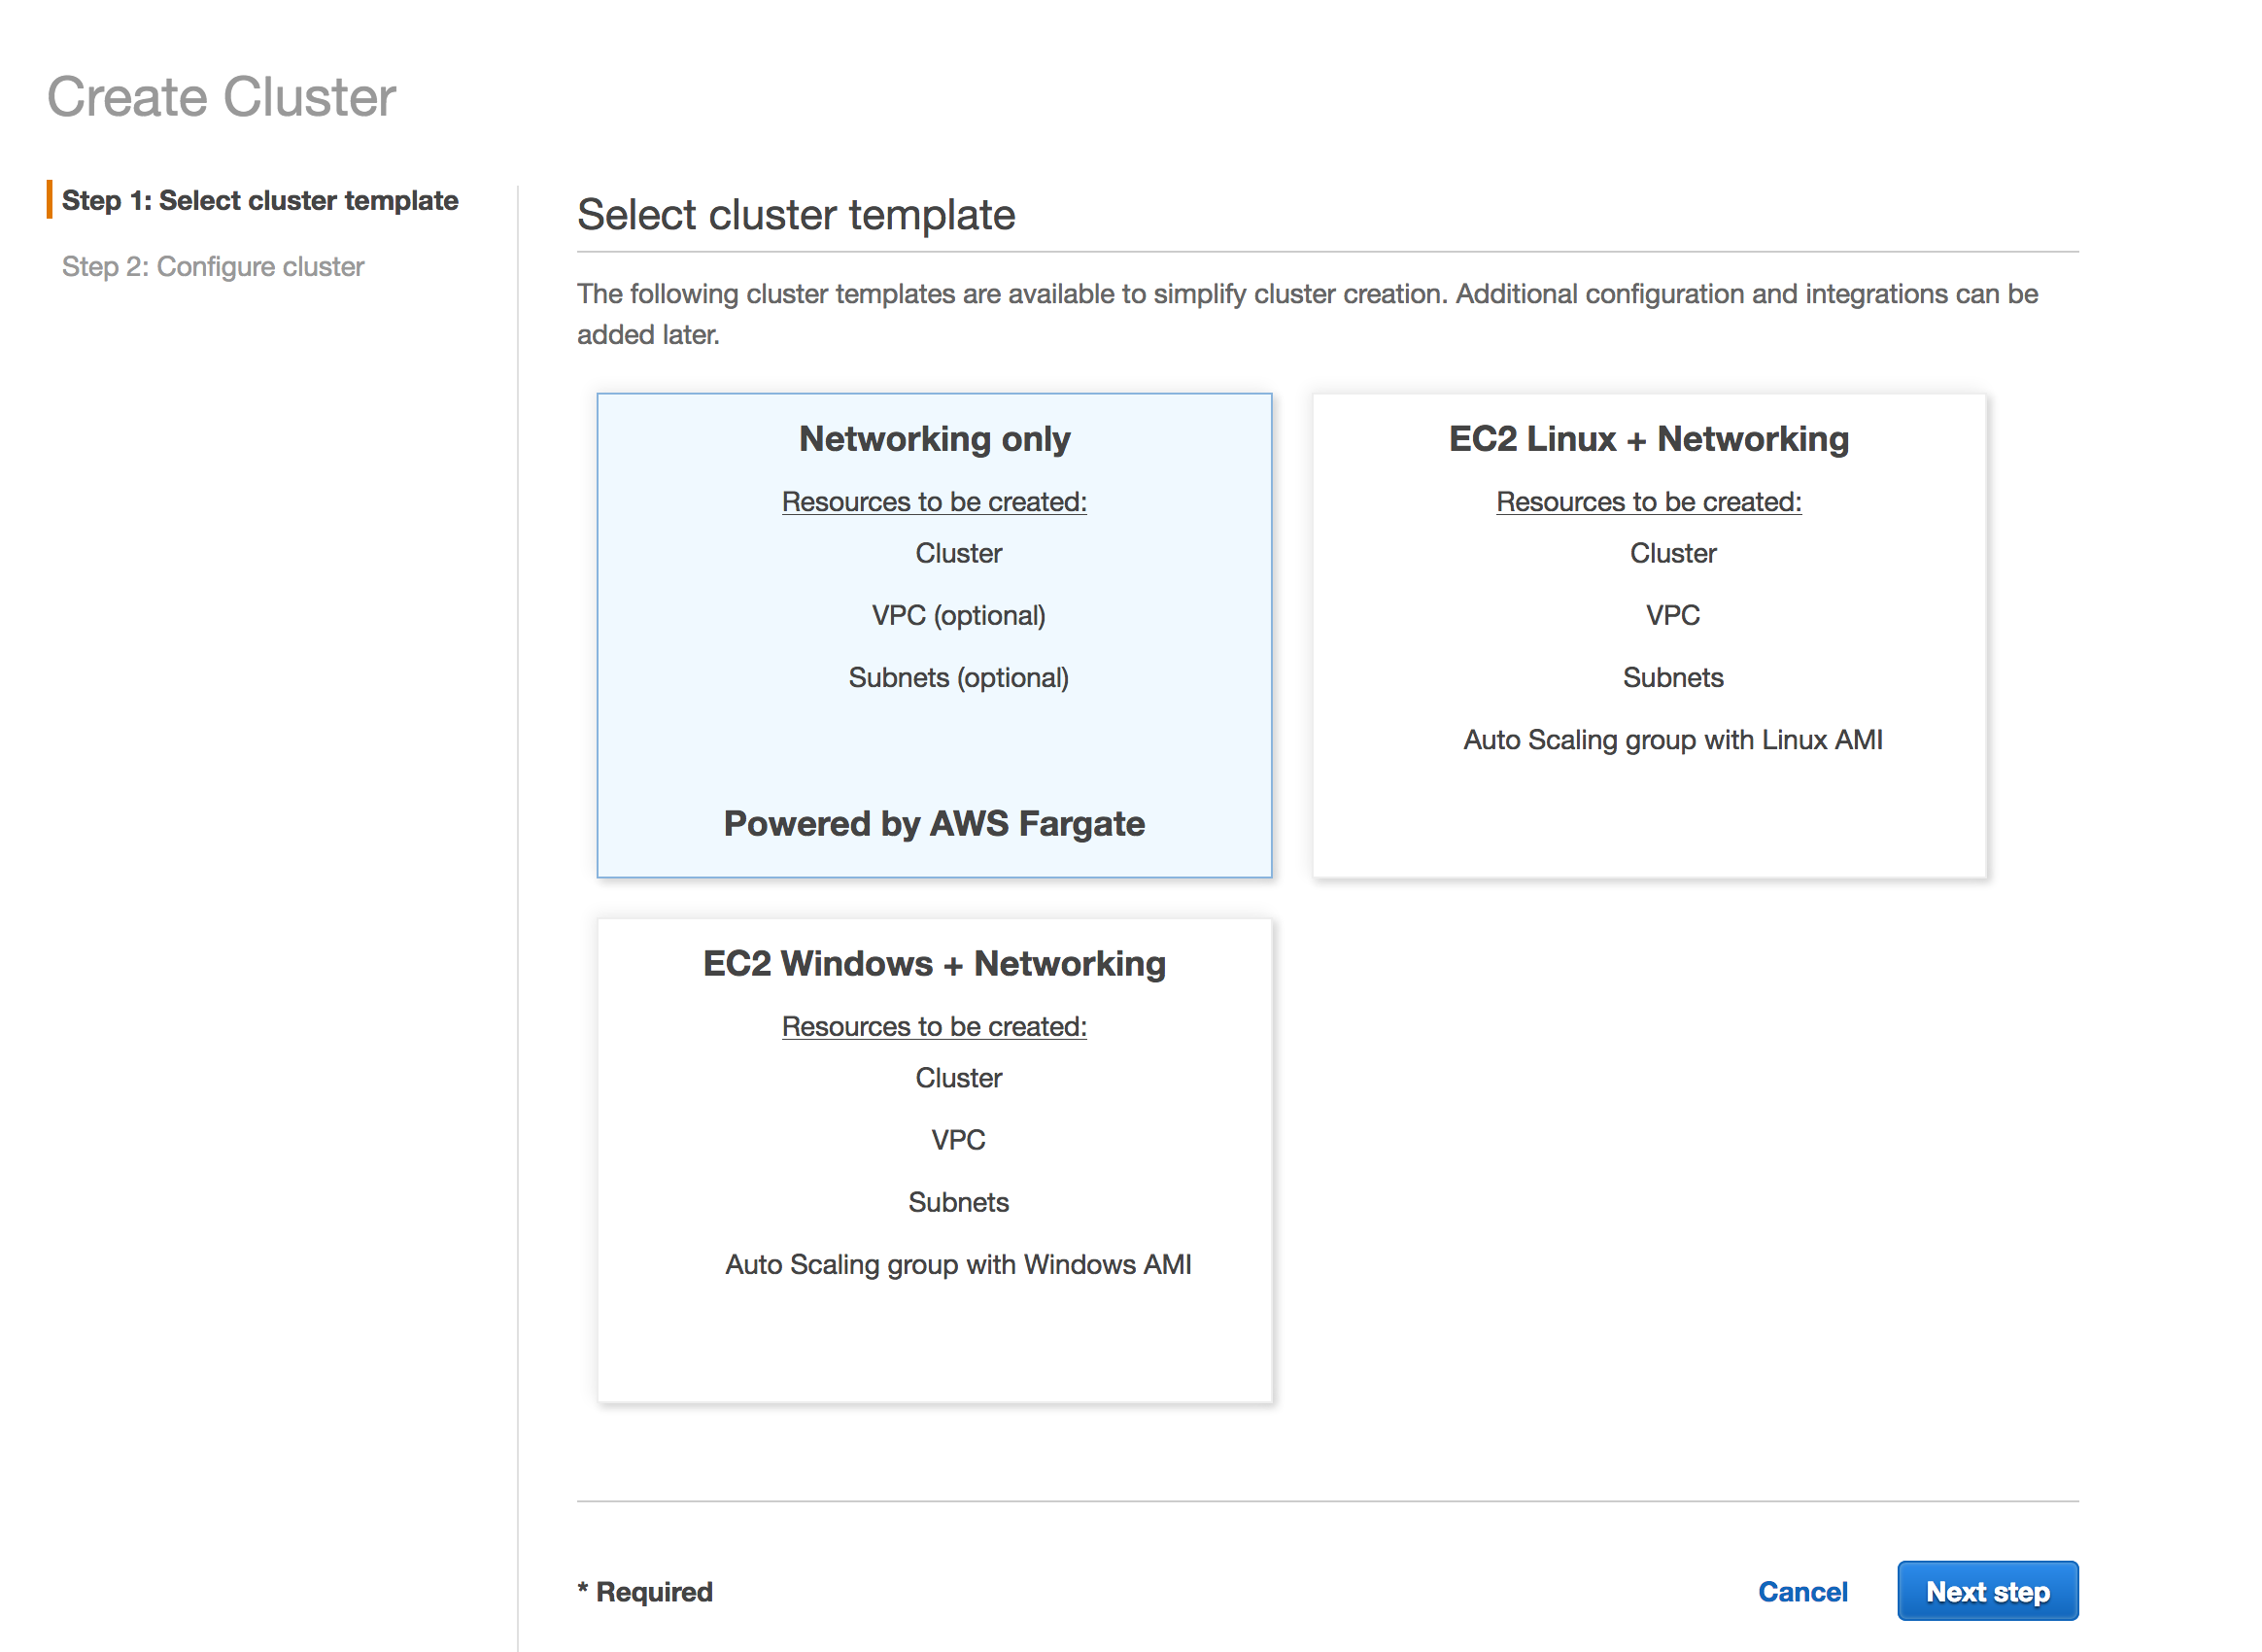 Create Cluster
Step 1: Select cluster template
Step 2: Configure cluster
Select cluster template
The following cluster templates are available to simplify cluster creation. Additional configuration and integrations can be
added later.
Networking only
Resources to be created:
Cluster
VPC (optional)
Subnets (optional)
Powered by AWS Fargate
EC2 Linux + Networking
Resources to be created:
Cluster
VPC
Subnets
Auto Scaling group with Linux AMI
EC2 Windows + Networking
Resources to be created:
Cluster
VPC
Subnets
Auto Scaling group with Windows AMI
* Required
Cancel
Next step